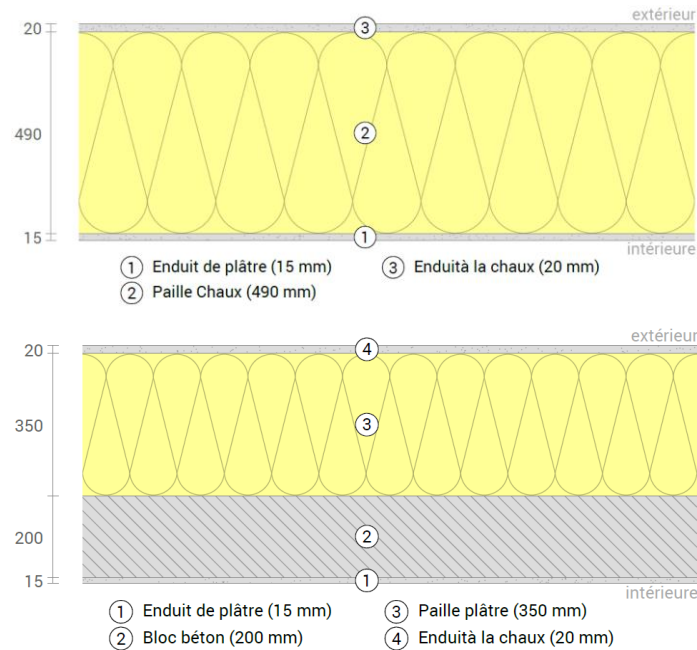 extérieur
20
3
490
2
15
1
intérieure
1 Enduit de plâtre (15 mm) 3 Enduità la chaux (20 mm)
2 Paille Chaux (490 mm)
extérieur
20
4
350
3
200
2
15
1
intérieure
1 Enduit de plâtre (15 mm) 3 Paille plâtre (350 mm)
2 Bloc béton (200 mm) 4 Enduità la chaux (20 mm)